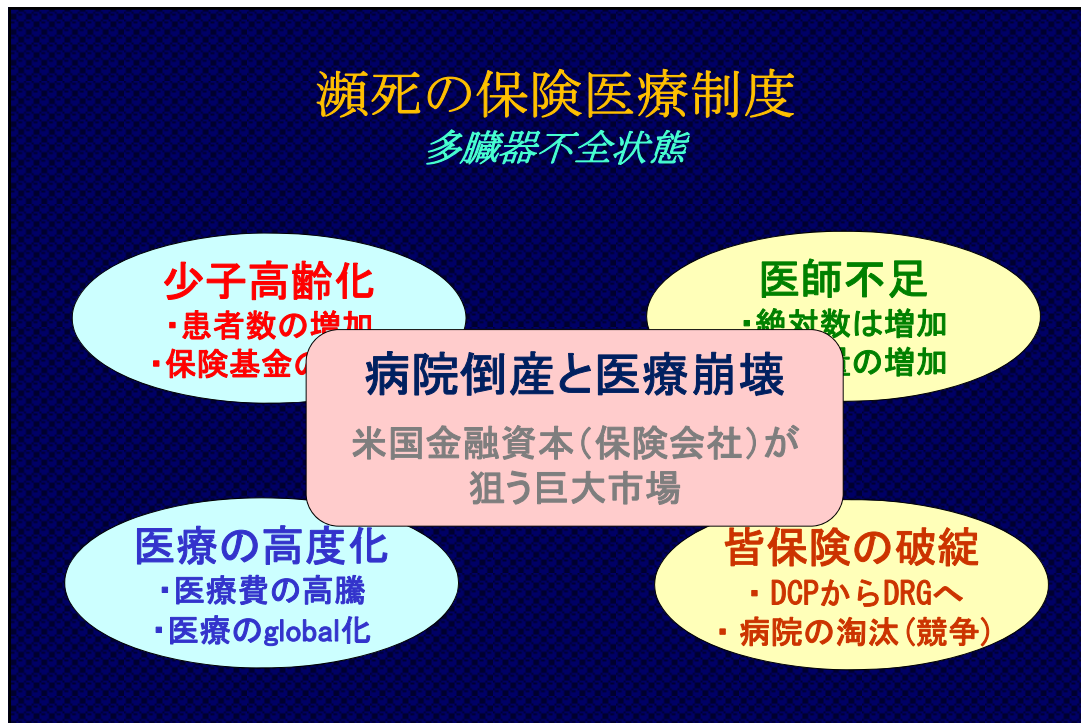 瀕死の保険医療制度
多臓器不全状態
少子高齢化
・患者数の増加
・保険基金の
医師不足
・絶対数は増加
の増加
病院倒産と医療崩壊
米国金融資本（保険会社）が
狙う巨大市場
医療の高度化
・医療費の高騰
・医療のglobal化
皆保険の破綻
・DCPからDRGへ
・病院の淘汰（競争）